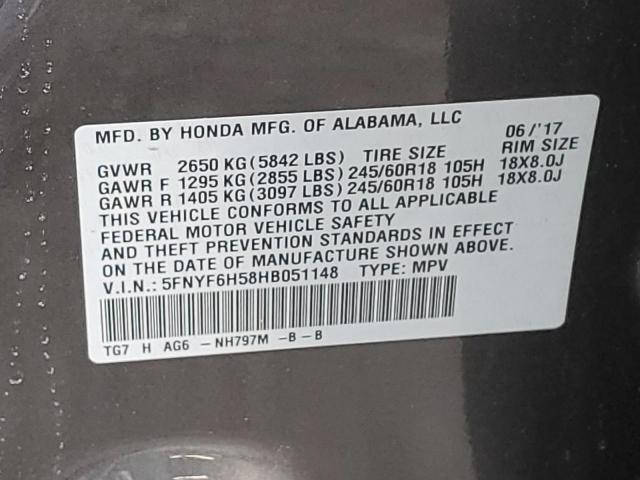 MFD. BY HONDA MFG. OF ALABAMA, LLC 06/'17
GVWR 2650 KG(5842 LBS) TIRE SIZE RIM SIZE
GAWR F 1295 KG(2855 LBS) 245/60R18 105H 18X8.0J
GAWR R 1405 KG(3097 LBS) 245/60R18 105H 18X8.0J
THIS VEHICLE CONFORMS TO ALL APPLICABLE
FEDERAL MOTOR VEHICLE SAFETY
AND THEFT PREVENTION STANDARDS IN EFFECT
ON THE DATE OF MANUFACTURE SHOWN ABOVE.
V.I.N.: 5FNYF6H58HB051148 TYPE: MPV
TG7 H AG6 -NH797M -B-B